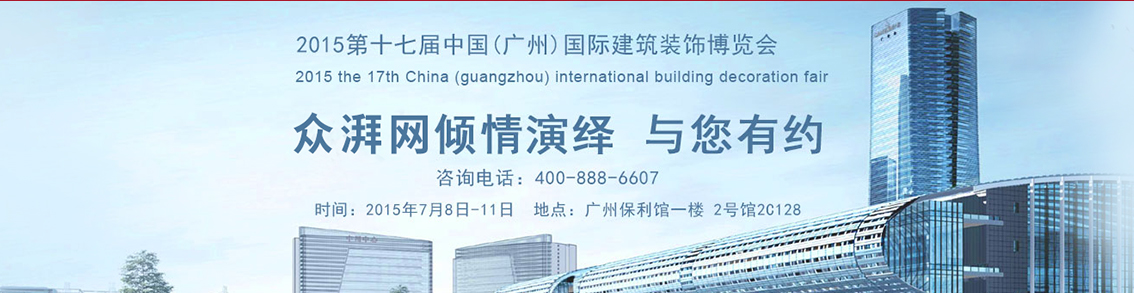 2015第十七届中国(广州)国际建筑装饰博览会
2015 the 17th China (guangzhou) international building decoration fair
众湃网倾情演绎 与您有约
咨询电话：400-888-6607
时间：2015年7月8日-11日 地点：广州保利馆一楼 2号馆2C128